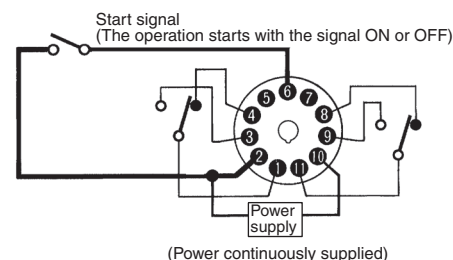 Start signal
(The operation starts with the signal ON or OFF)
6
5
7
4
8
3
9
2
10
1
11
Power
supply
(Power continuously supplied)